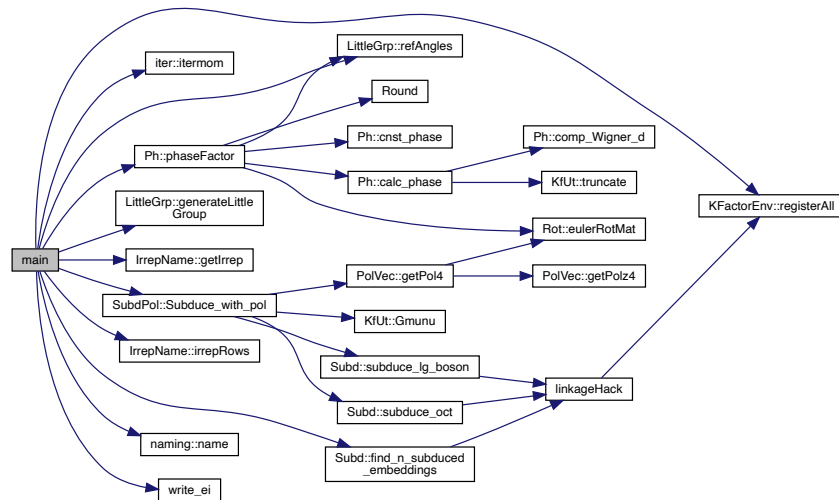 LittleGrp::refAngles
iter::itermom
Round
Ph::cnst_phase
Ph::comp_Wigner_d
Ph::phaseFactor
Ph::calc_phase
KfUt::truncate
LittleGrp::generateLittle
Group
KFactorEnv::registerAll
Rot::eulerRotMat
main
IrrepName::getIrrep
PolVec::getPol4
PolVec::getPolz4
SubdPol::Subduce_with_pol
KfUt::Gmunu
IrrepName::irrepRows
Subd::subduce_lg_boson
linkageHack
Subd::subduce_oct
naming::name
Subd::find_n_subduced
_embeddings
write_ei